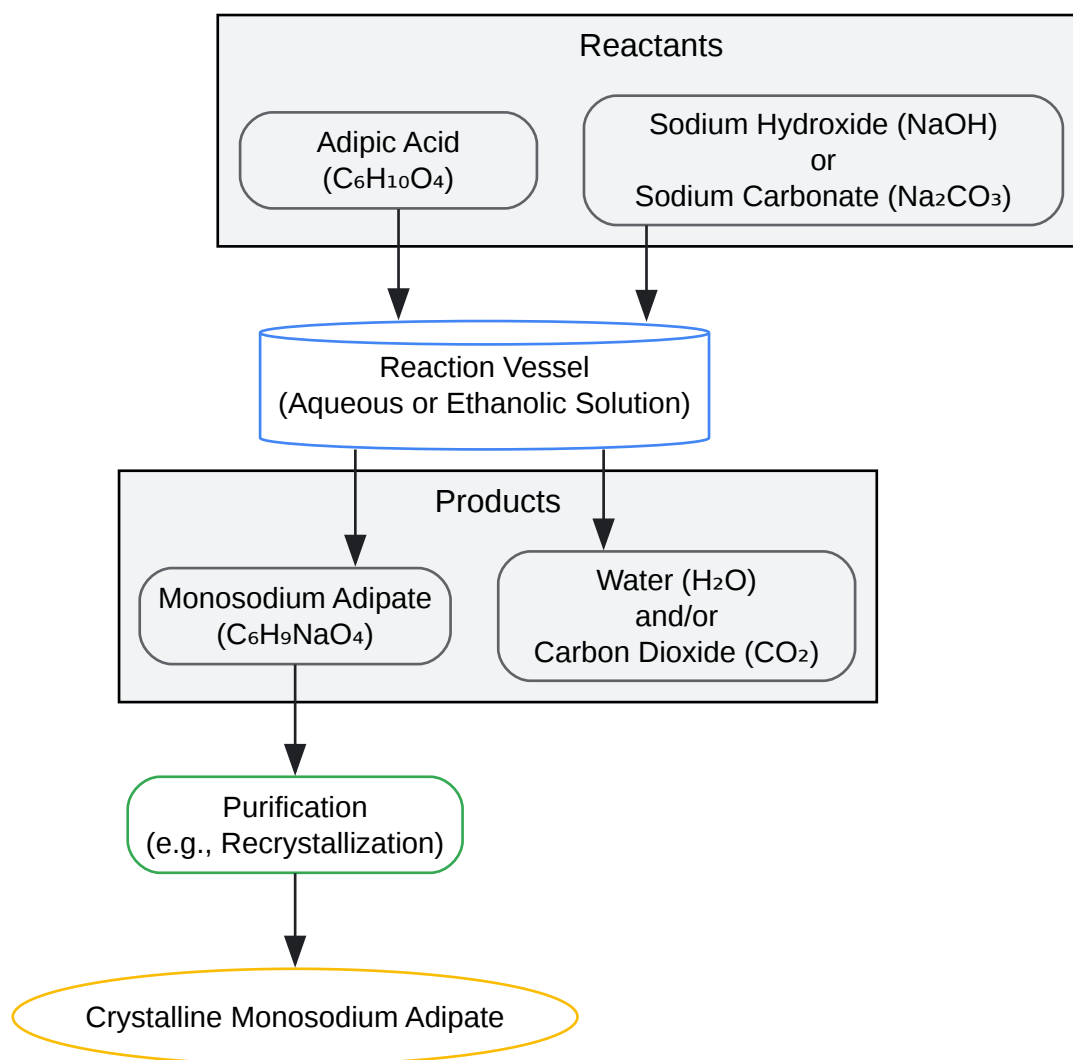 Reactants
Adipic Acid
(C₆H₁₀O₄)
Sodium Hydroxide (NaOH)
or
Sodium Carbonate (Na₂CO₃)
Reaction Vessel
(Aqueous or Ethanolic Solution)
Products
Monosodium Adipate
(C₆H₉NaO₄)
Water (H₂O)
and/or
Carbon Dioxide (CO₂)
Purification
(e.g., Recrystallization)
Crystalline Monosodium Adipate